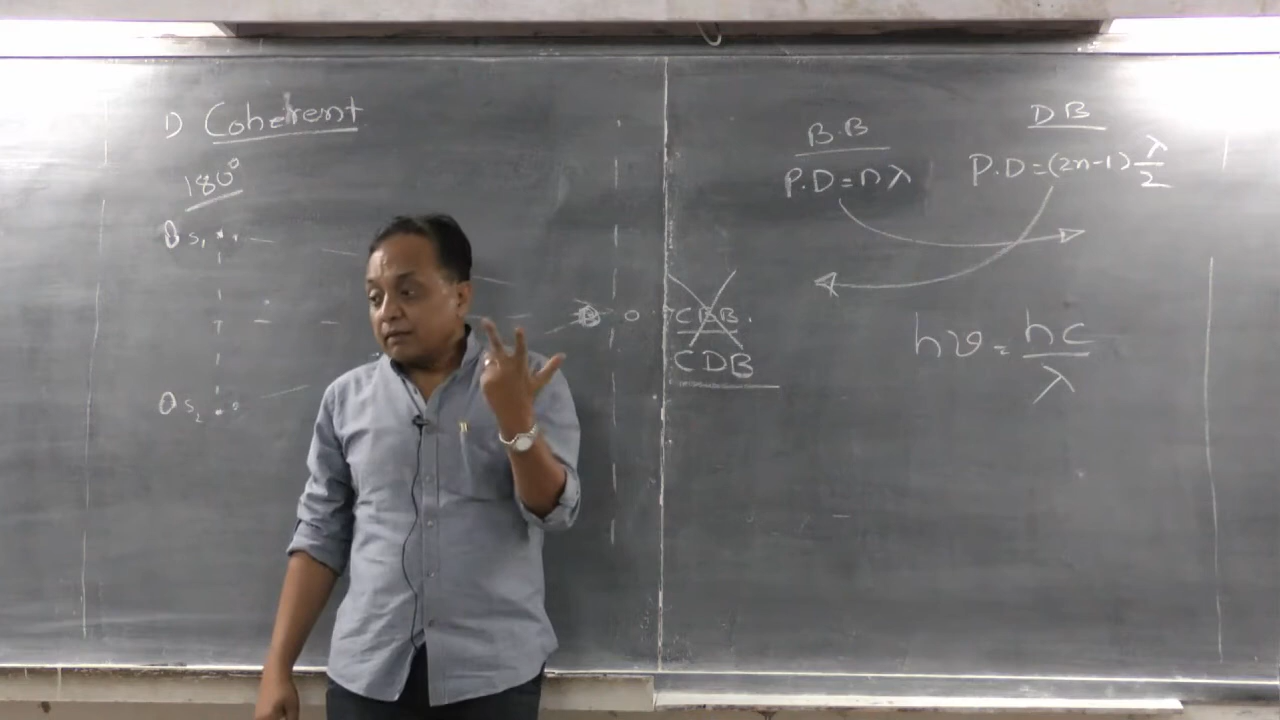 1) Coherent
180°
S₁
S₂
O
CBB.
CDB
B.B
P.D = nλ
DB
P.D = (2n-1) λ/2
hν = hc/λ